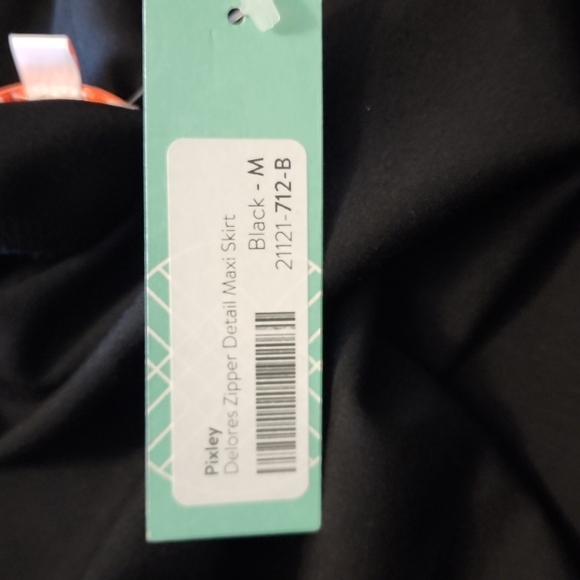 Pixley
Delores Zipper Detail Maxi Skirt
Black - M
21121-712-B